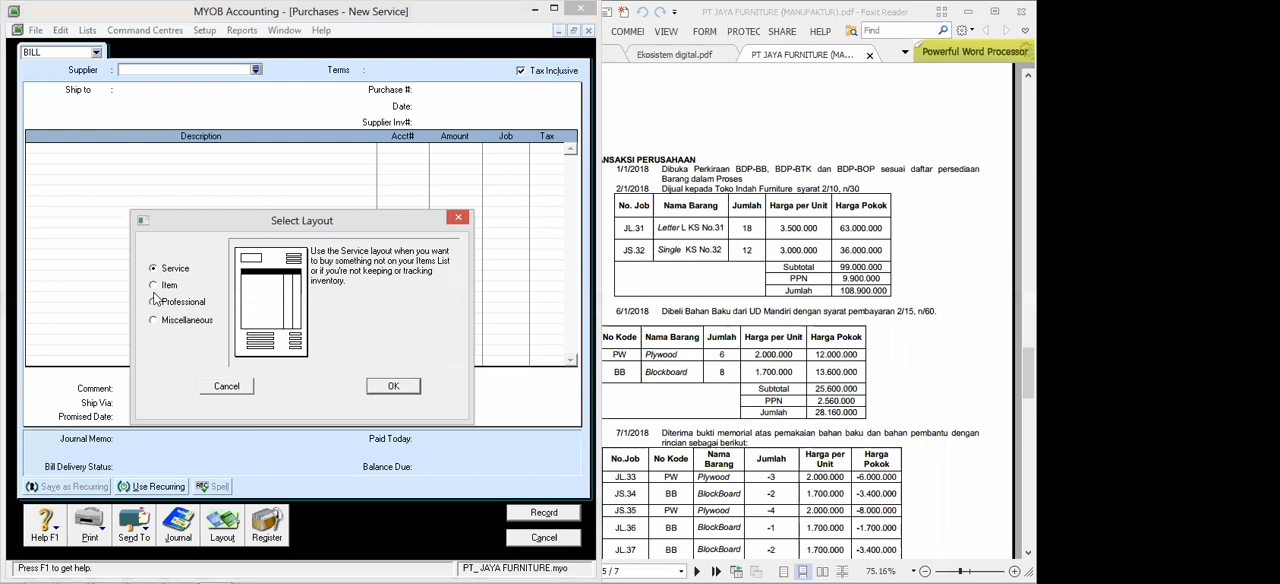 MYOB Accounting - [Purchases - New Service]
File Edit Lists Command Centres Setup Reports Window Help
BILL
Supplier : Terms : Tax Inclusive
Ship to : Purchase #:
Date:
Supplier Inv#:
Description Acct# Amount Job Tax
Select Layout
Service
Item
Professional
Miscellaneous
Use the Service layout when you want
to buy something not on your Items List
or if you're not keeping or tracking
inventory.
Cancel OK
Comment:
Ship Via:
Promised Date:
Journal Memo: Paid Today:
Bill Delivery Status: Balance Due:
Save as Recurring Use Recurring Spell
Help F1 Print Send To Journal Layout Register
Record
Cancel
Press F1 to get help. PT_ JAYA FURNITURE.myo
PT JAYA FURNITURE (MANUFAKTUR).pdf - Foxit Reader
COMMEI VIEW FORM PROTEC SHARE HELP Find
Ekosistem digital.pdf PT JAYA FURNITURE (MA... Powerful Word Processor
ANSAKSI PERUSAHAAN
1/1/2018 Dibuka Perkiraan BDP-BB, BDP-BTK dan BDP-BOP sesuai daftar persediaan
Barang dalam Proses
2/1/2018 Dijual kepada Toko Indah Furniture syarat 2/10, n/30
No. Job Nama Barang Jumlah Harga per Unit Harga Pokok
JL.31 Letter L KS No.31 18 3.500.000 63.000.000
JS.32 Single KS No.32 12 3.000.000 36.000.000
Subtotal 99.000.000
PPN 9.900.000
Jumlah 108.900.000
6/1/2018 Dibeli Bahan Baku dari UD Mandiri dengan syarat pembayaran 2/15, n/60.
No Kode Nama Barang Jumlah Harga per Unit Harga Pokok
PW Plywood 6 2.000.000 12.000.000
BB Blockboard 8 1.700.000 13.600.000
Subtotal 25.600.000
PPN 2.560.000
Jumlah 28.160.000
7/1/2018 Diterima bukti memorial atas pemakaian bahan baku dan bahan pembantu dengan
rincian sebagai berikut:
No.Job No Kode Nama Barang Jumlah Harga per Unit Harga Pokok
JL.33 PW Plywood -3 2.000.000 -6.000.000
JS.34 BB BlockBoard -2 1.700.000 -3.400.000
JS.35 PW Plywood -4 2.000.000 -8.000.000
JL.36 BB BlockBoard -1 1.700.000 -1.700.000
JL.37 BB BlockBoard -2 1.700.000 -3.400.000
5 / 7 75.16%